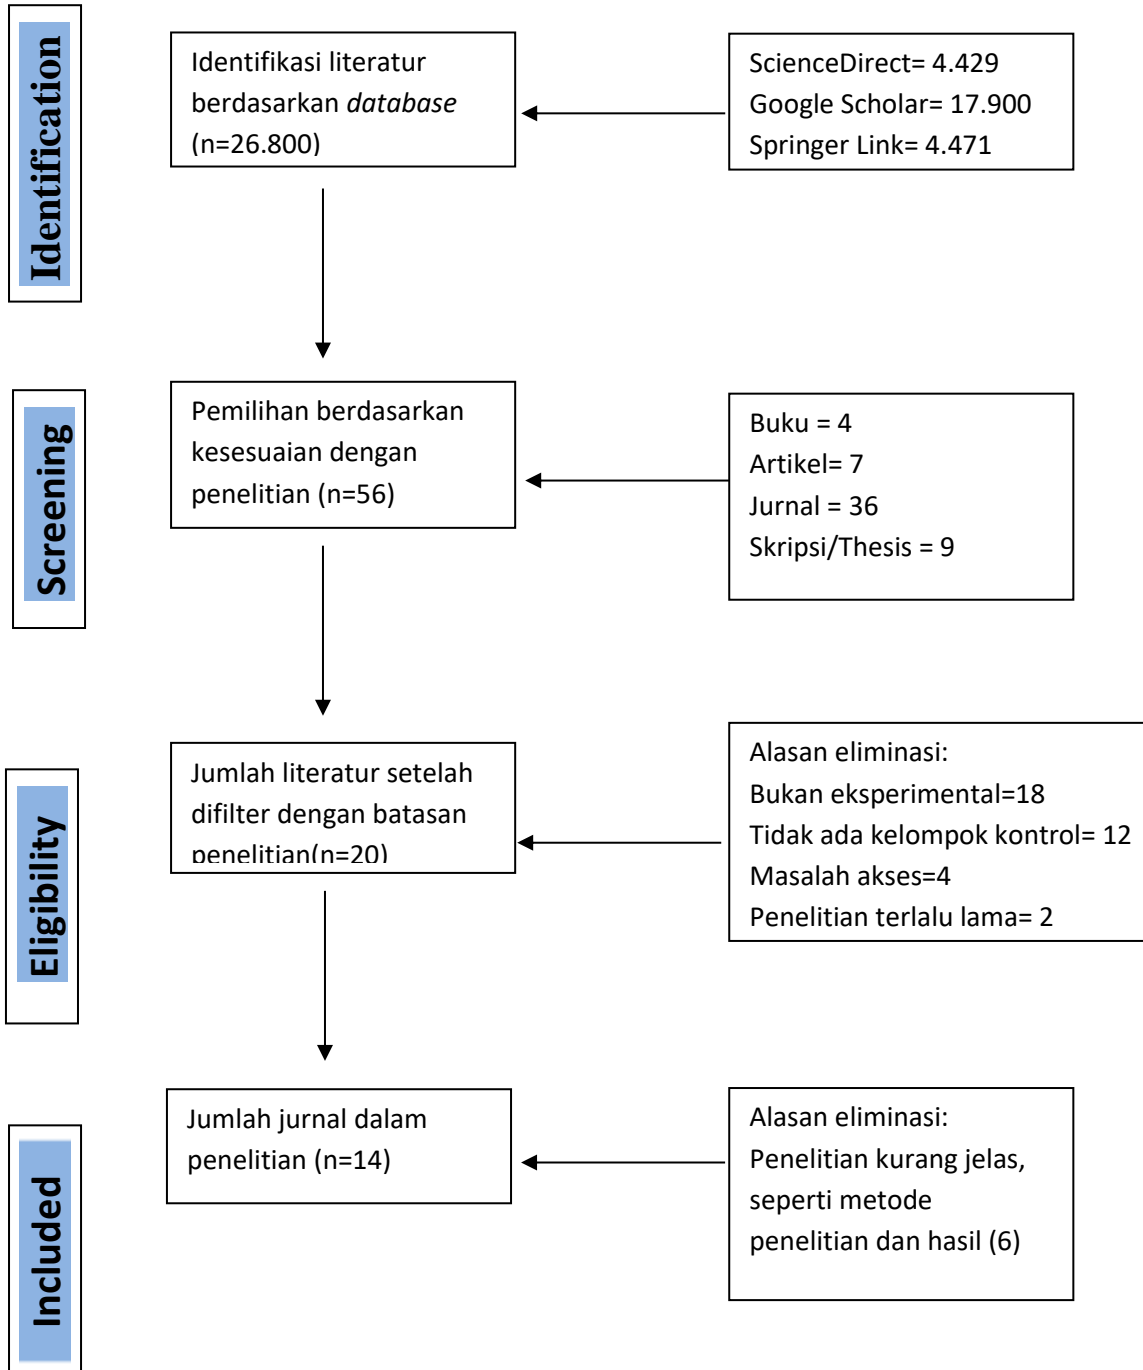 Identification
Identifikasi literatur
berdasarkan database
(n=26.800)
ScienceDirect= 4.429
Google Scholar= 17.900
Springer Link= 4.471
Screening
Pemilihan berdasarkan
kesesuaian dengan
penelitian (n=56)
Buku = 4
Artikel= 7
Jurnal = 36
Skripsi/Thesis = 9
Eligibility
Jumlah literatur setelah
difilter dengan batasan
penelitian(n=20)
Alasan eliminasi:
Bukan eksperimental=18
Tidak ada kelompok kontrol= 12
Masalah akses=4
Penelitian terlalu lama= 2
Included
Jumlah jurnal dalam
penelitian (n=14)
Alasan eliminasi:
Penelitian kurang jelas,
seperti metode
penelitian dan hasil (6)